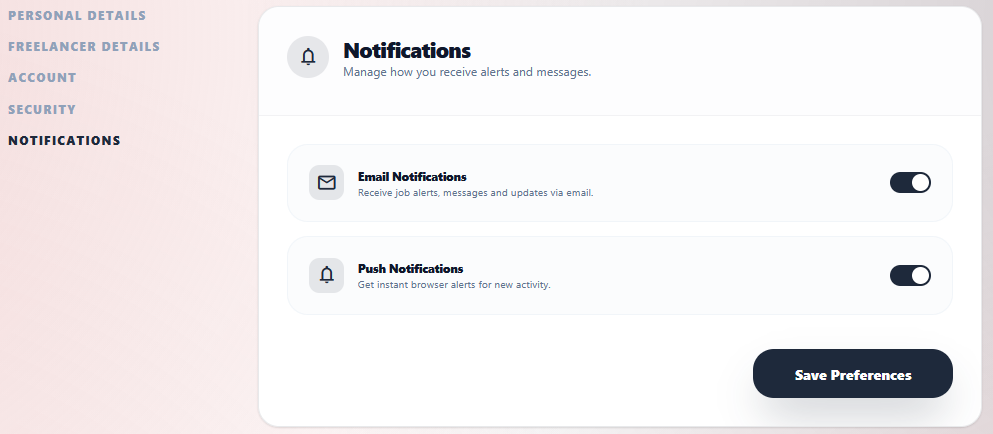 PERSONAL DETAILS
FREELANCER DETAILS
ACCOUNT
SECURITY
NOTIFICATIONS
Notifications
Manage how you receive alerts and messages.
Email Notifications
Receive job alerts, messages and updates via email.
Push Notifications
Get instant browser alerts for new activity.
Save Preferences